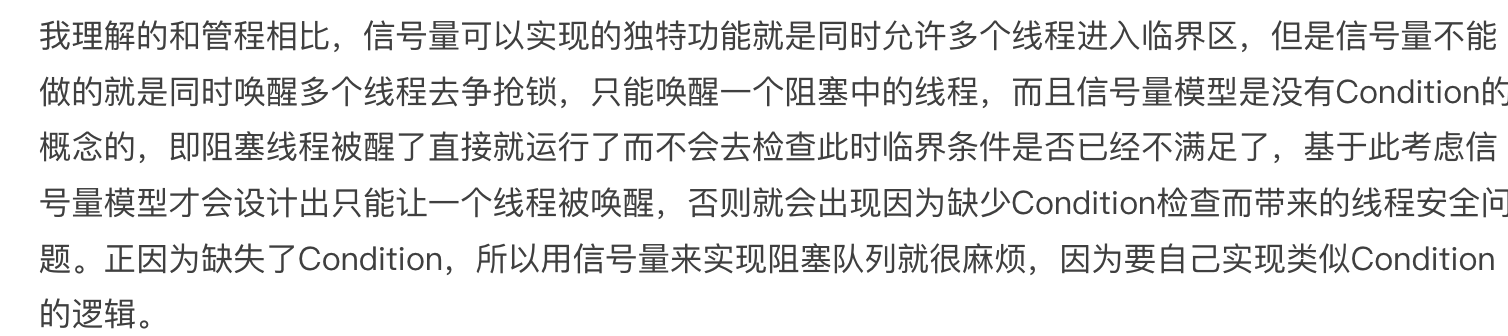 我理解的和管程相比，信号量可以实现的独特功能就是同时允许多个线程进入临界区，但是信号量不能
做的就是同时唤醒多个线程去争抢锁，只能唤醒一个阻塞中的线程，而且信号量模型是没有Condition的
概念的，即阻塞线程被醒了直接就运行了而不会去检查此时临界条件是否已经不满足了，基于此考虑信
号量模型才会设计出只能让一个线程被唤醒，否则就会出现因为缺少Condition检查而带来的线程安全问
题。正因为缺失了Condition，所以用信号量来实现阻塞队列就很麻烦，因为要自己实现类似Condition
的逻辑。